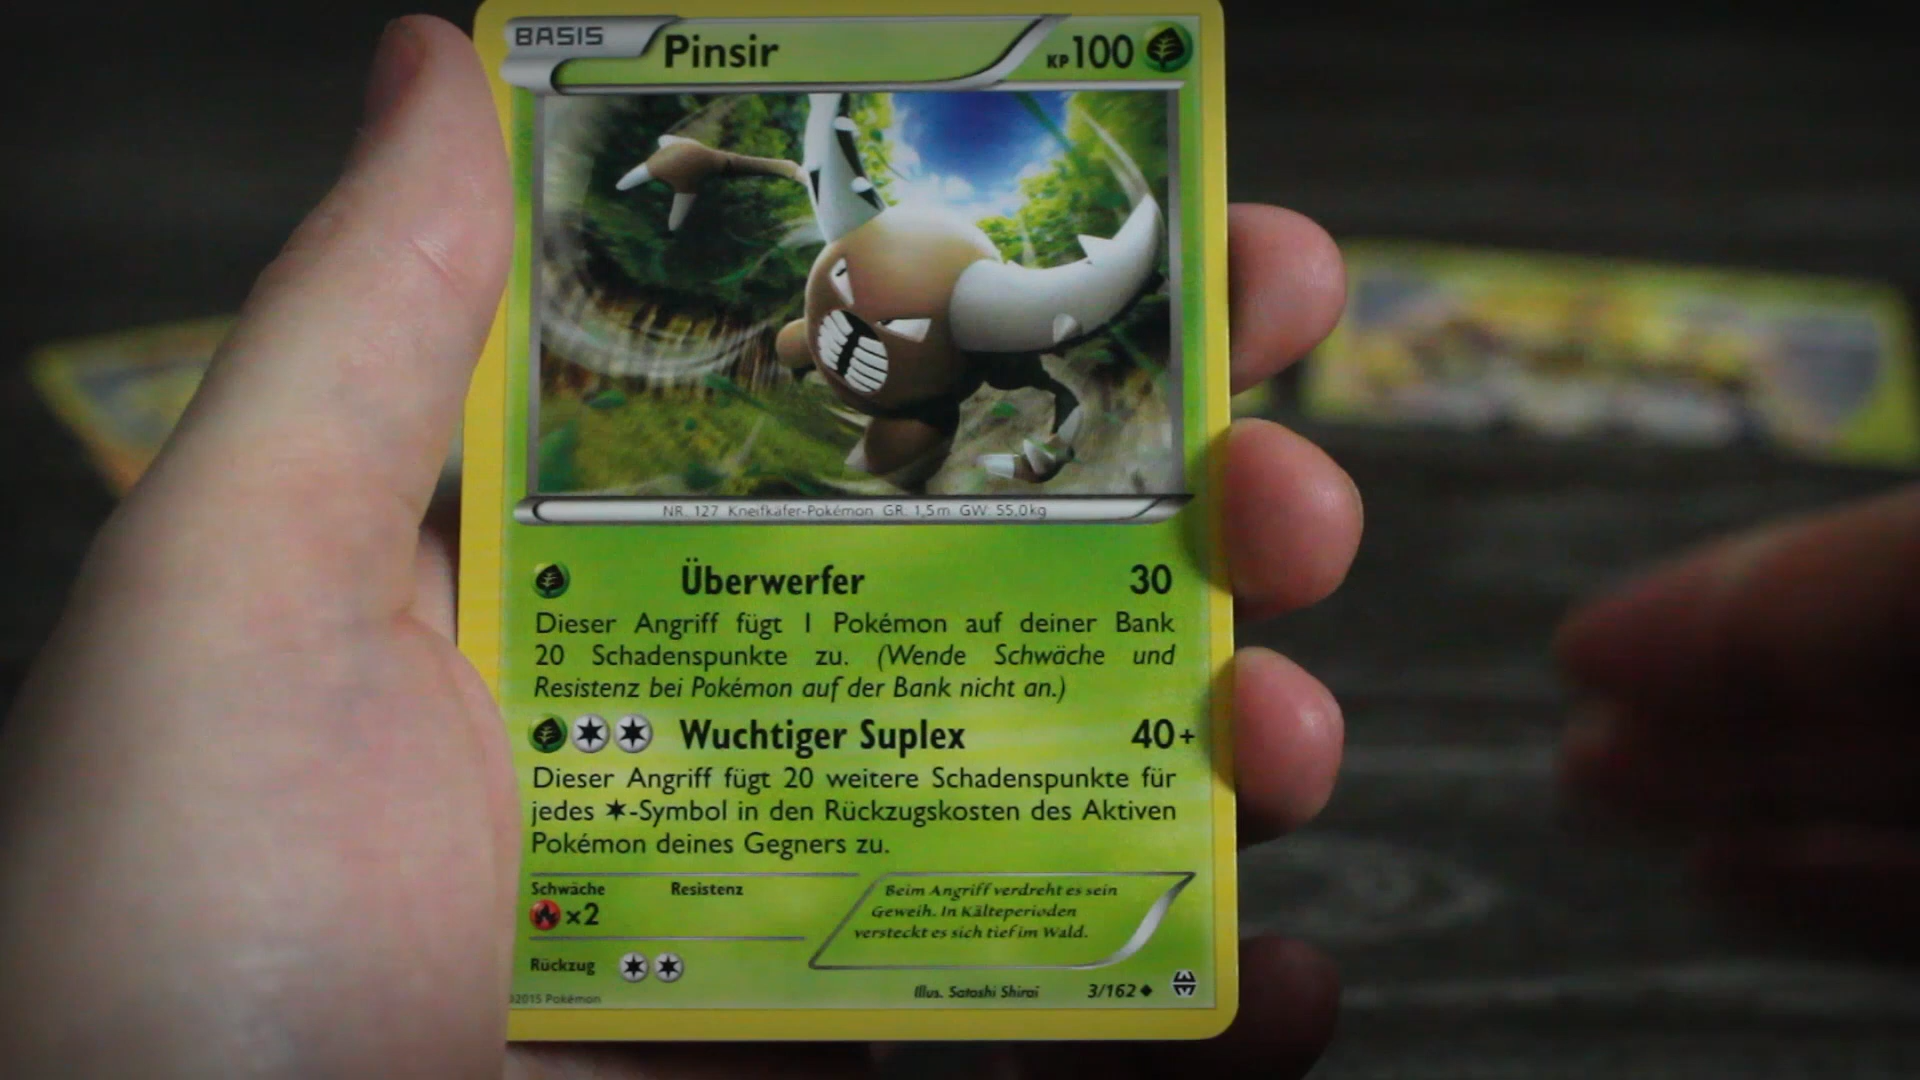 BASIS
Pinsir
KP 100
NR. 127 Kneifkäfer-Pokémon GR. 1,5m GW: 55,0kg
Überwerfer 30
Dieser Angriff fügt 1 Pokémon auf deiner Bank
20 Schadenspunkte zu. (Wende Schwäche und
Resistenz bei Pokémon auf der Bank nicht an.)
Wuchtiger Suplex 40+
Dieser Angriff fügt 20 weitere Schadenspunkte für
jedes ✶-Symbol in den Rückzugskosten des Aktiven
Pokémon deines Gegners zu.
Schwäche Resistenz
x2
Beim Angriff verdreht es sein
Geweih. In Kälteperioden
versteckt es sich tief im Wald.
Rückzug
©2015 Pokémon
Illus. Satoshi Shirai 3/162